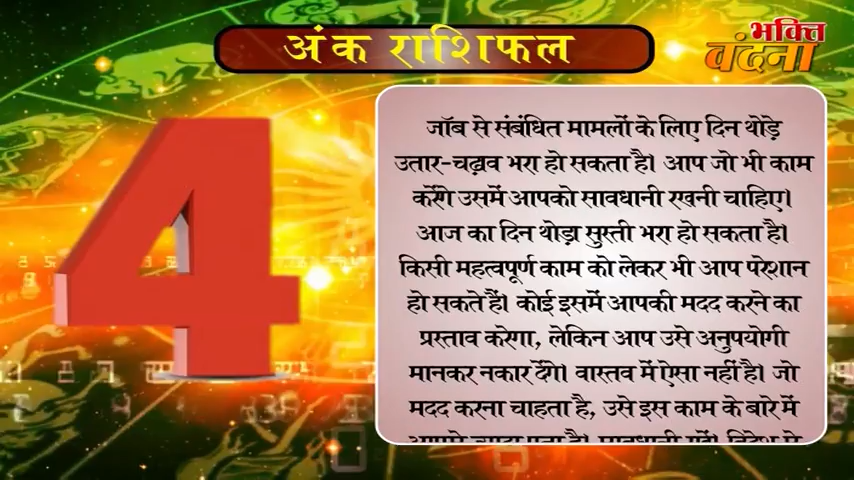 अंक राशिफल
भक्ति
वंदना
4
जॉब से संबंधित मामलों के लिए दिन थोड़े
उतार-चढ़ाव भरा हो सकता है। आप जो भी काम
करेंगे उसमें आपको सावधानी रखनी चाहिए।
आज का दिन थोड़ा सुस्ती भरा हो सकता है।
किसी महत्वपूर्ण काम को लेकर भी आप परेशान
हो सकते हैं। कोई इसमें आपकी मदद करने का
प्रस्ताव करेगा, लेकिन आप उसे अनुपयोगी
मानकर नकार देंगे। वास्तव में ऐसा नहीं है। जो
मदद करना चाहता है, उसे इस काम के बारे में